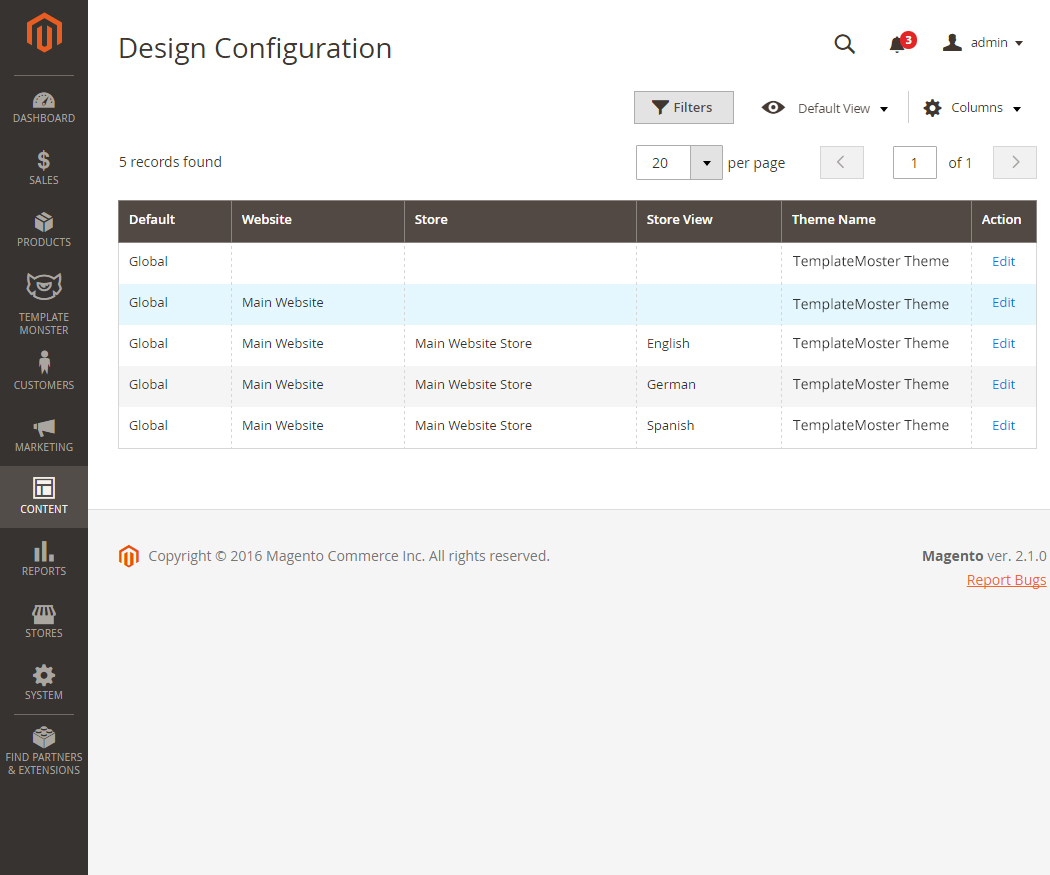 Design Configuration
3
admin
Filters
Default View
Columns
5 records found
20 per page
1 of 1
Default Website Store Store View Theme Name Action
Global TemplateMoster Theme Edit
Global Main Website TemplateMoster Theme Edit
Global Main Website Main Website Store English TemplateMoster Theme Edit
Global Main Website Main Website Store German TemplateMoster Theme Edit
Global Main Website Main Website Store Spanish TemplateMoster Theme Edit
DASHBOARD
$
SALES
PRODUCTS
TEMPLATE
MONSTER
CUSTOMERS
MARKETING
CONTENT
REPORTS
STORES
SYSTEM
FIND PARTNERS
& EXTENSIONS
Copyright © 2016 Magento Commerce Inc. All rights reserved.
Magento ver. 2.1.0
Report Bugs